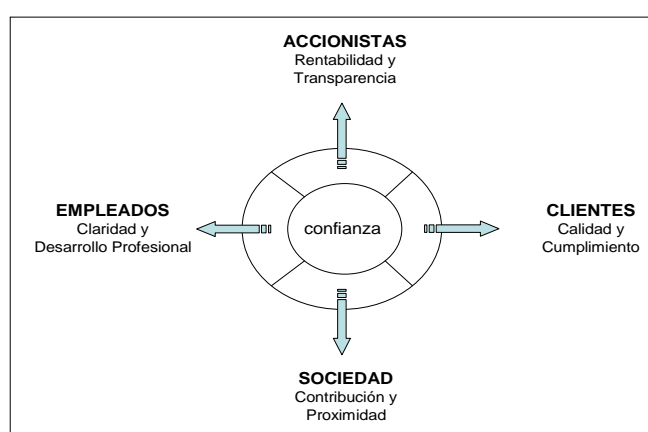 ACCIONISTAS
Rentabilidad y
Transparencia
EMPLEADOS
Claridad y
Desarrollo Profesional
confianza
CLIENTES
Calidad y
Cumplimiento
SOCIEDAD
Contribución y
Proximidad